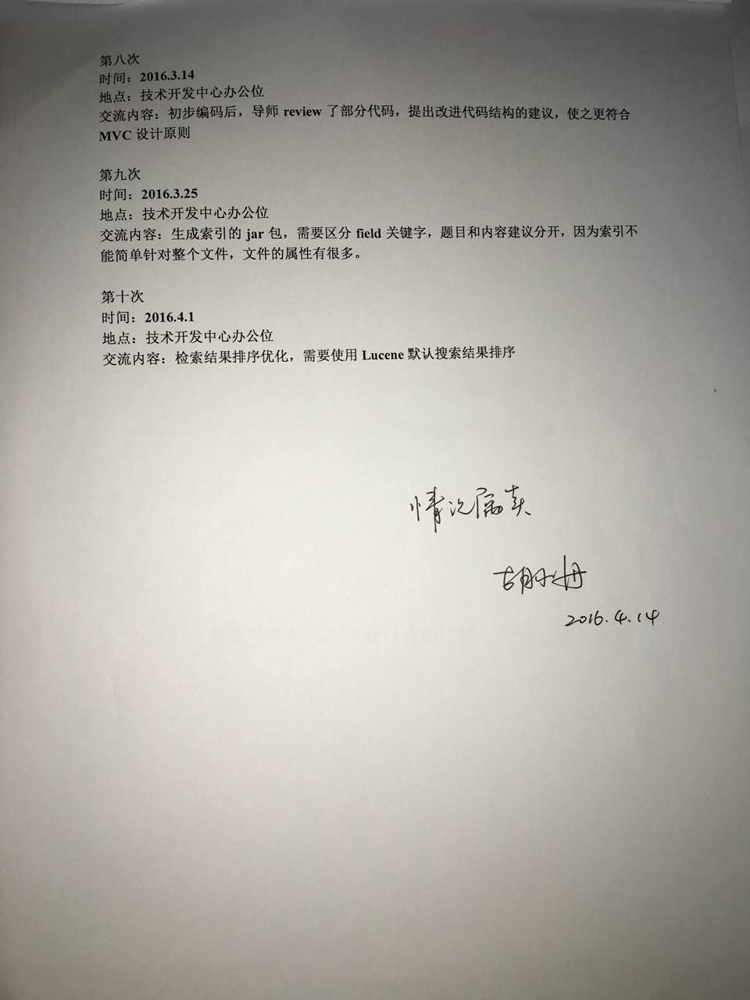 第八次
时间：2016.3.14
地点：技术开发中心办公位
交流内容：初步编码后，导师 review 了部分代码，提出改进代码结构的建议，使之更符合
MVC 设计原则
第九次
时间：2016.3.25
地点：技术开发中心办公位
交流内容：生成索引的 jar 包，需要区分 field 关键字，题目和内容建议分开，因为索引不
能简单针对整个文件，文件的属性有很多。
第十次
时间：2016.4.1
地点：技术开发中心办公位
交流内容：检索结果排序优化，需要使用 Lucene 默认搜索结果排序
情况属实
2016.4.14